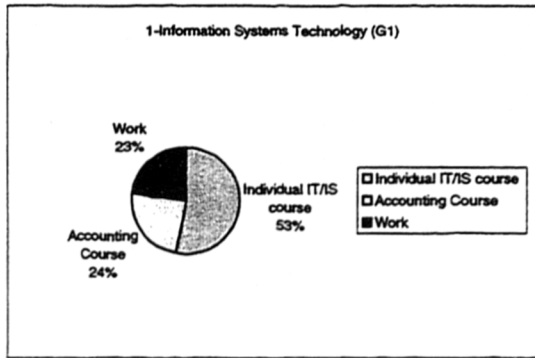 1-Information Systems Technology (G1)
Work
23%
Individual IT/IS
course
53%
Accounting
Course
24%
Individual IT/IS course
Accounting Course
Work